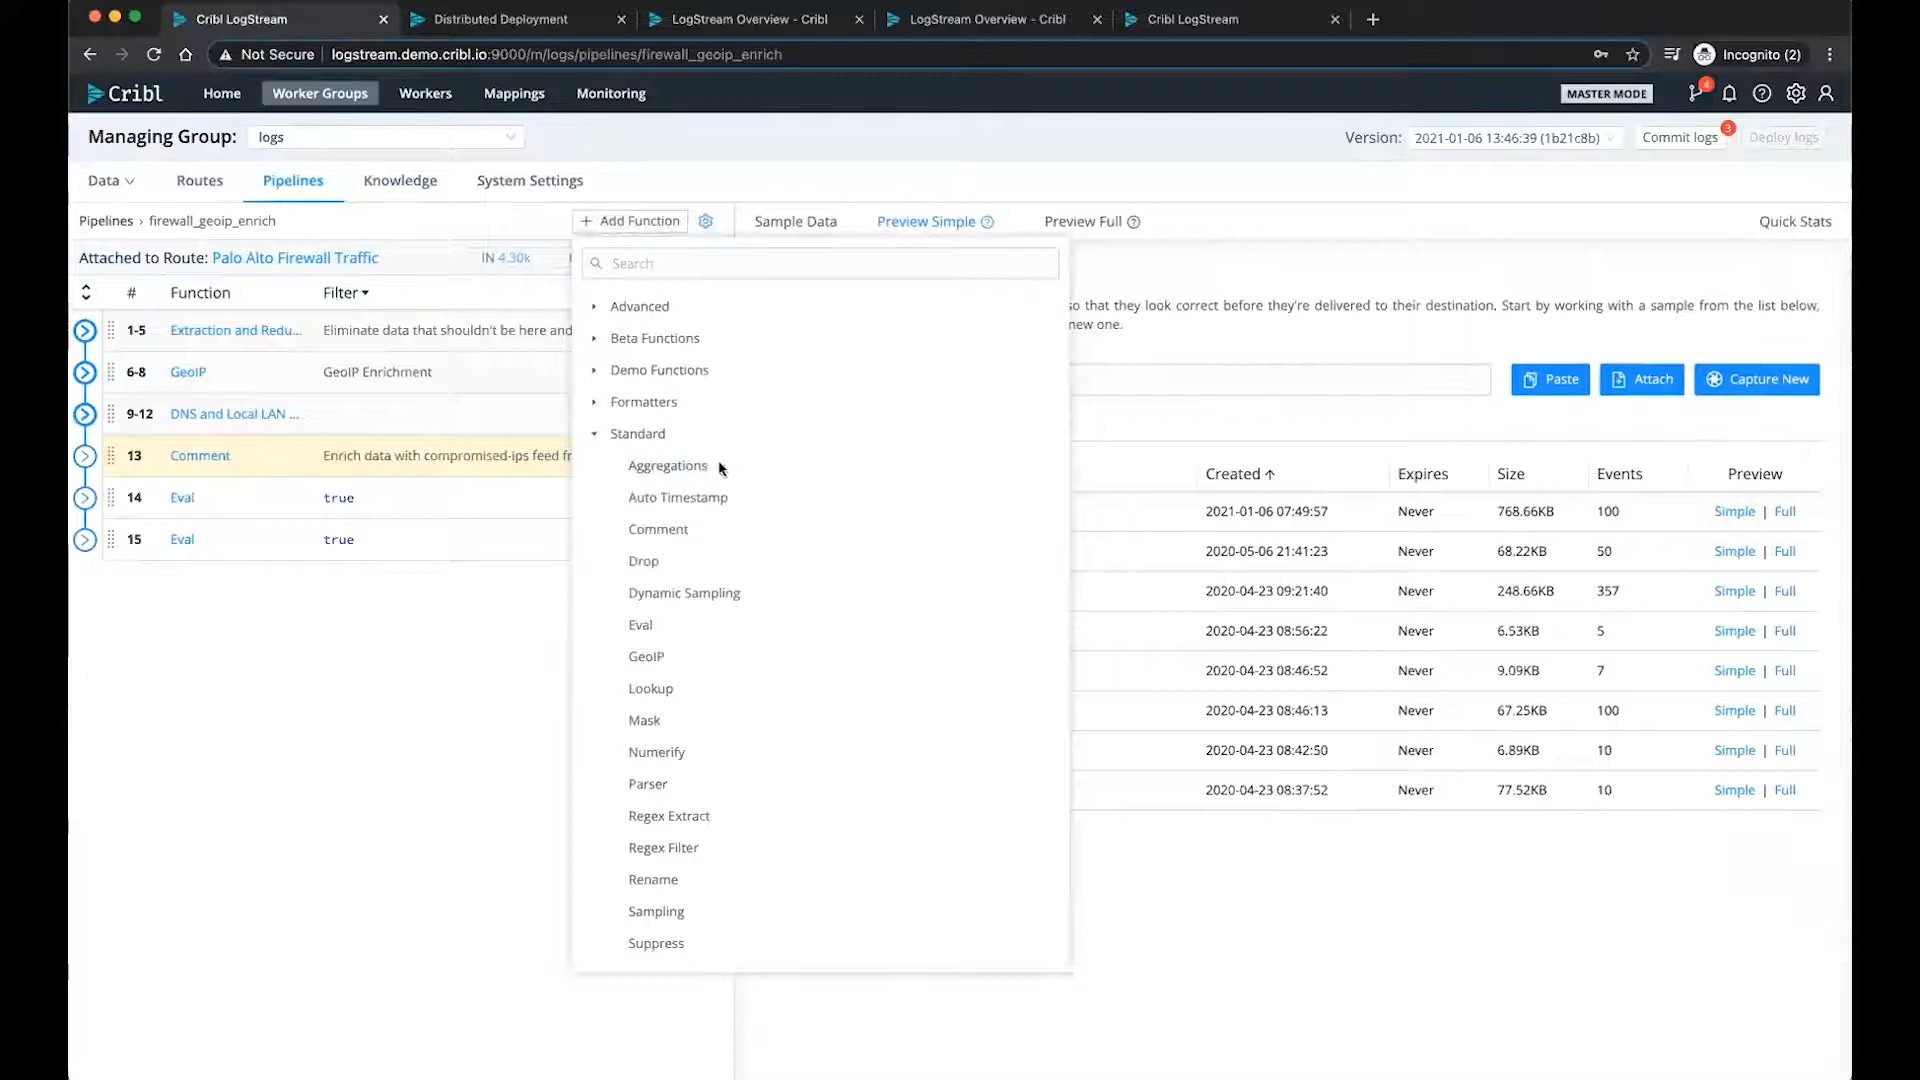 Cribl LogStream
Distributed Deployment
LogStream Overview - Cribl
LogStream Overview - Cribl
Cribl LogStream
Not Secure
logstream.demo.cribl.io:9000/m/logs/pipelines/firewall_geoip_enrich
Incognito (2)
Cribl
Home
Worker Groups
Workers
Mappings
Monitoring
MASTER MODE
4
Managing Group:
logs
Version:
2021-01-06 13:46:39 (1b21c8b)
Commit logs
3
Deploy logs
Data
Routes
Pipelines
Knowledge
System Settings
Pipelines › firewall_geoip_enrich
+ Add Function
Sample Data
Preview Simple
Preview Full
Quick Stats
Attached to Route: Palo Alto Firewall Traffic
IN 4.30k
# Function Filter
1-5 Extraction and Redu... Eliminate data that shouldn't be here and
6-8 GeoIP GeoIP Enrichment
9-12 DNS and Local LAN ...
13 Comment Enrich data with compromised-ips feed fr
14 Eval true
15 Eval true
Search
Advanced
Beta Functions
Demo Functions
Formatters
Standard
Aggregations
Auto Timestamp
Comment
Drop
Dynamic Sampling
Eval
GeoIP
Lookup
Mask
Numerify
Parser
Regex Extract
Regex Filter
Rename
Sampling
Suppress
so that they look correct before they're delivered to their destination. Start by working with a sample from the list below,
new one.
Paste
Attach
Capture New
Created Expires Size Events Preview
2021-01-06 07:49:57 Never 768.66KB 100 Simple | Full
2020-05-06 21:41:23 Never 68.22KB 50 Simple | Full
2020-04-23 09:21:40 Never 248.66KB 357 Simple | Full
2020-04-23 08:56:22 Never 6.53KB 5 Simple | Full
2020-04-23 08:46:52 Never 9.09KB 7 Simple | Full
2020-04-23 08:46:13 Never 67.25KB 100 Simple | Full
2020-04-23 08:42:50 Never 6.89KB 10 Simple | Full
2020-04-23 08:37:52 Never 77.52KB 10 Simple | Full